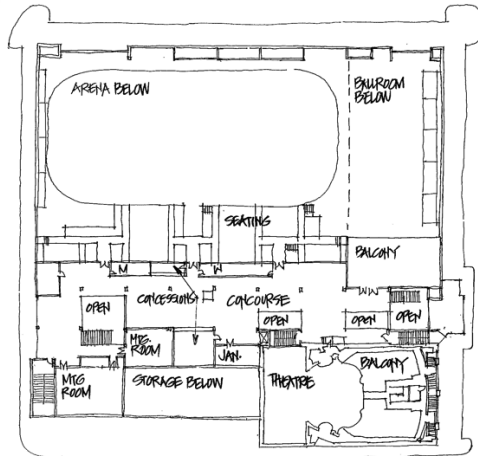 ARENA BELOW
BALLROOM
BELOW
SEATING
BALCONY
M
W
CONCESSIONS
CONCOURSE
OPEN
OPEN
OPEN
OPEN
MTG.
ROOM
JAN.
MTG
ROOM
STORAGE BELOW
THEATRE
BALCONY